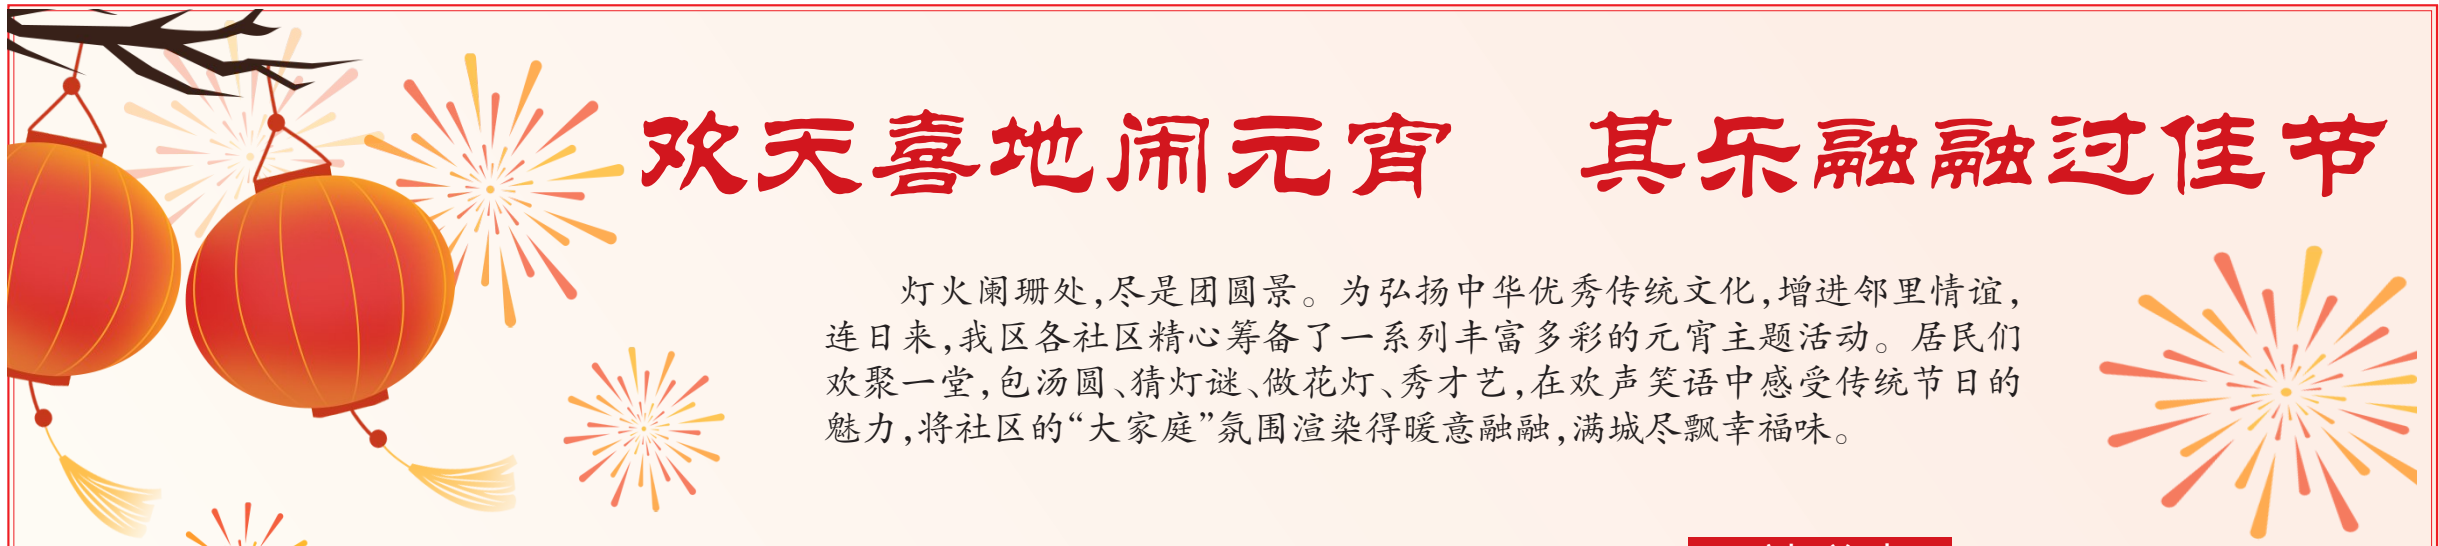 欢天喜地闹元宵 其乐融融过佳节
灯火阑珊处,尽是团圆景。为弘扬中华优秀传统文化,增进邻里情谊,
连日来,我区各社区精心筹备了一系列丰富多彩的元宵主题活动。居民们
欢聚一堂,包汤圆、猜灯谜、做花灯、秀才艺,在欢声笑语中感受传统节日的
魅力,将社区的“大家庭”氛围渲染得暖意融融,满城尽飘幸福味。